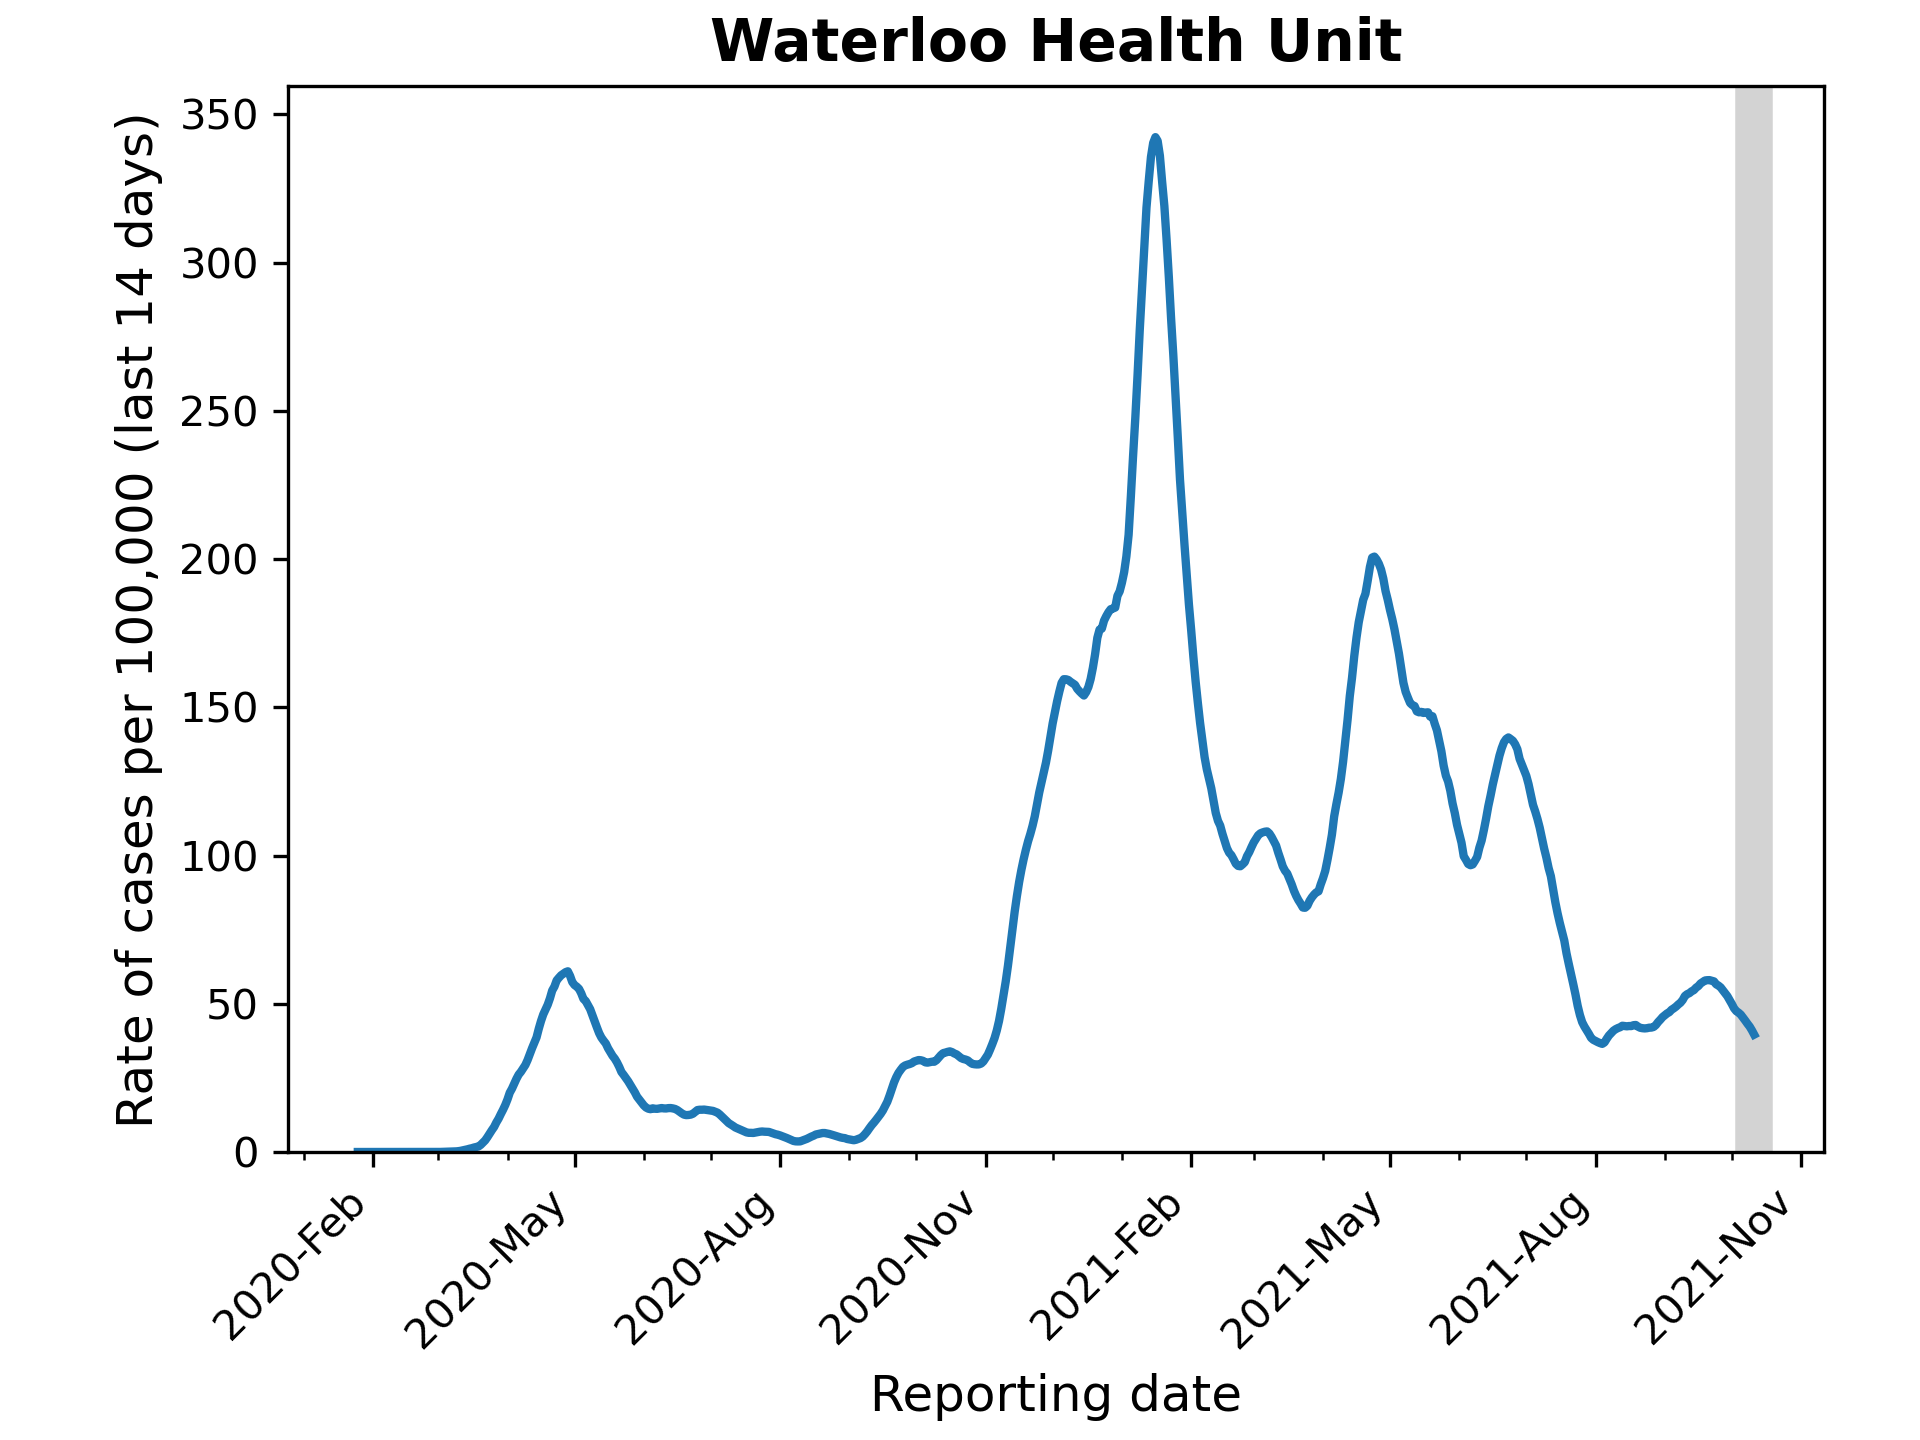 Waterloo Health Unit
Rate of cases per 100,000 (last 14 days)
350
300
250
200
150
100
50
0
2020-Feb
2020-May
2020-Aug
2020-Nov
2021-Feb
2021-May
2021-Aug
2021-Nov
Reporting date